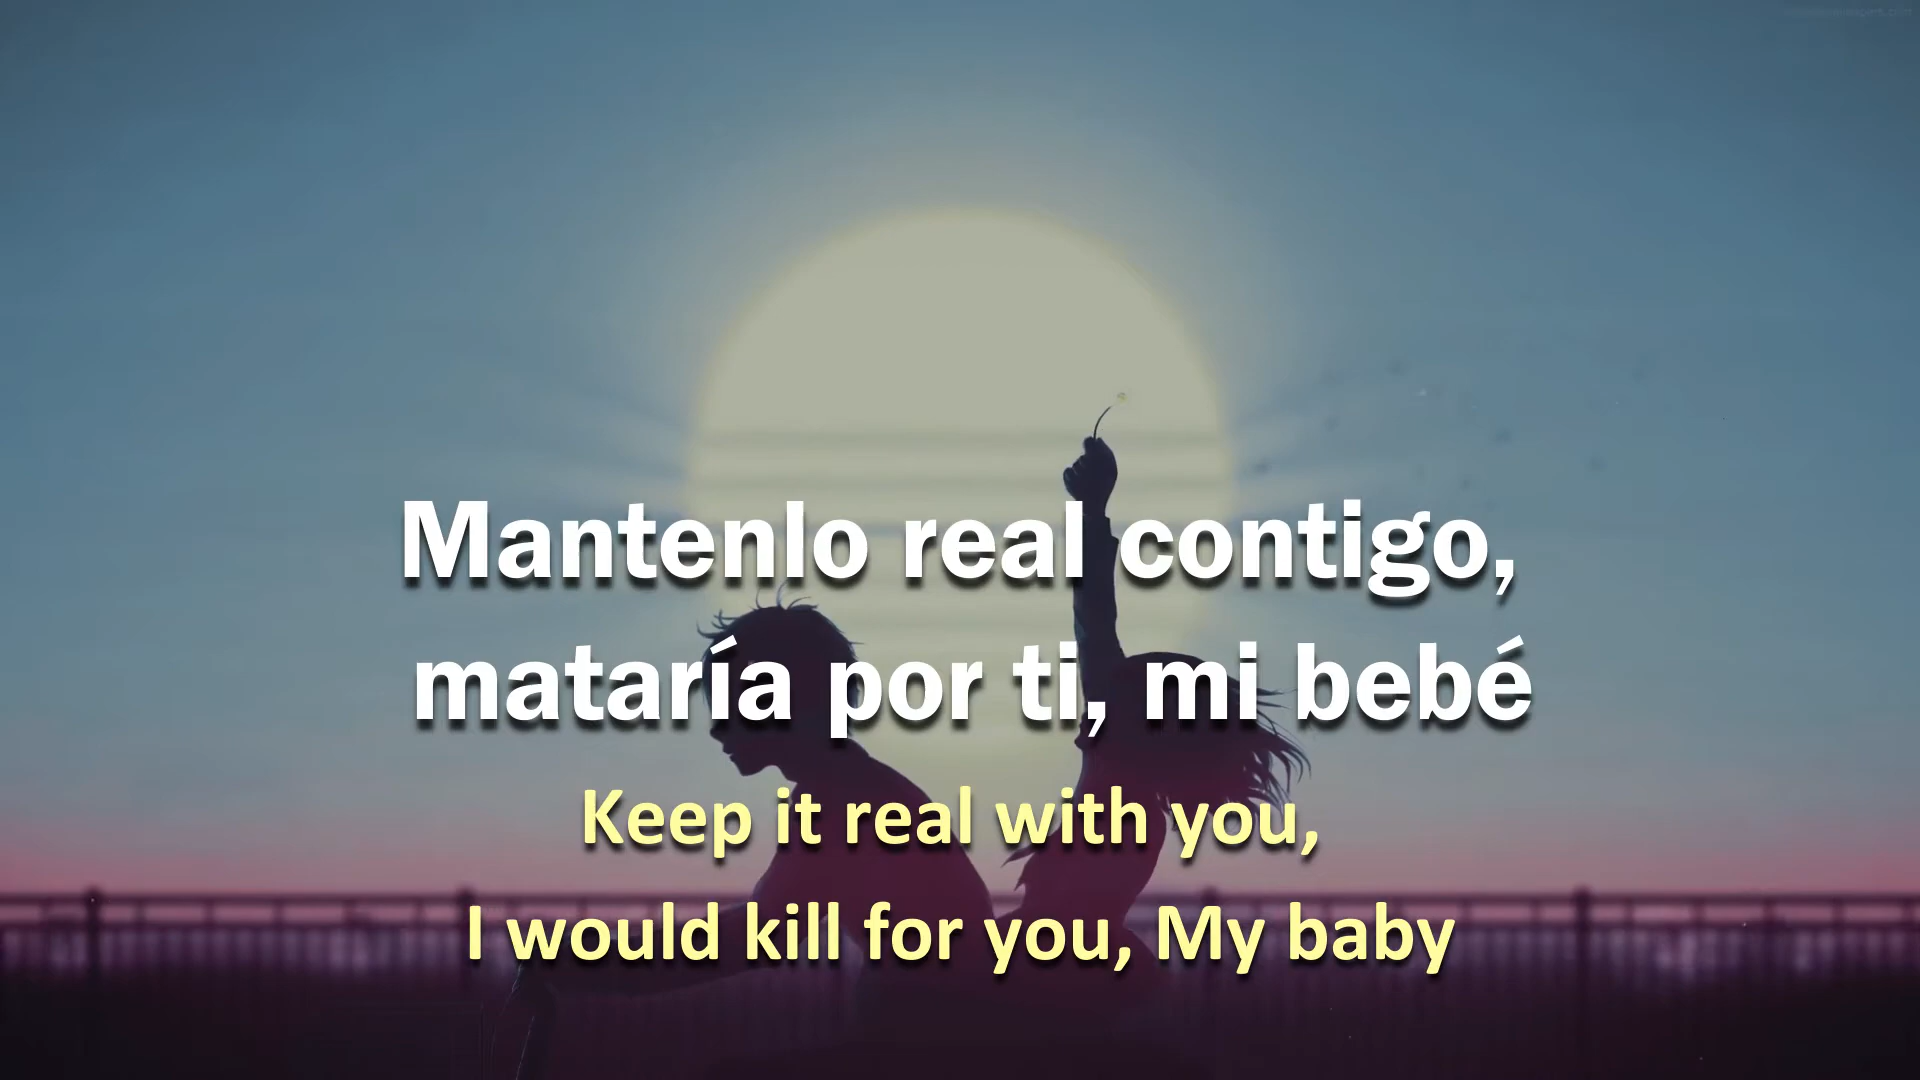 Mantenlo real contigo,
mataría por ti, mi bebé
Keep it real with you,
I would kill for you, My baby